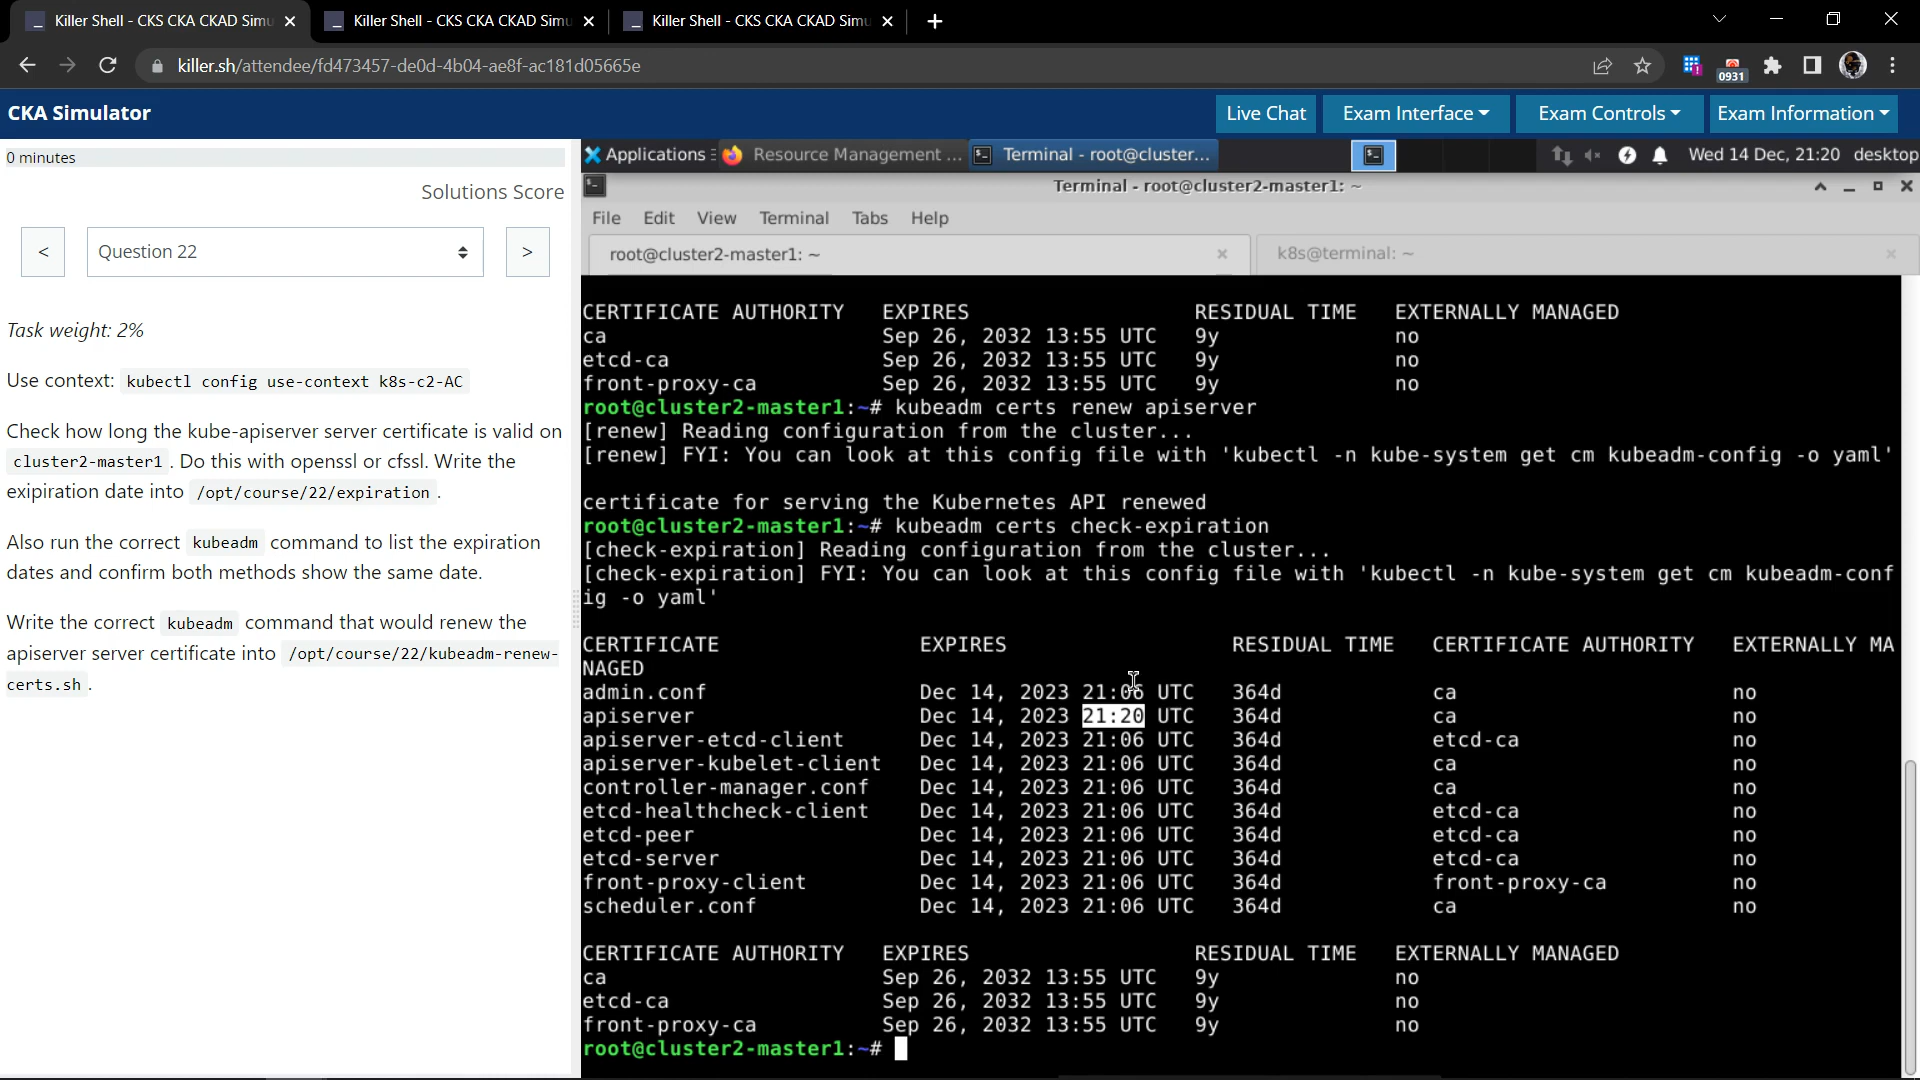 Killer Shell - CKS CKA CKAD Simu
Killer Shell - CKS CKA CKAD Simu
Killer Shell - CKS CKA CKAD Simu
killer.sh/attendee/fd473457-de0d-4b04-ae8f-ac181d05665e
0931
CKA Simulator
Live Chat
Exam Interface
Exam Controls
Exam Information
0 minutes
Solutions Score
<
Question 22
>
Task weight: 2%
Use context: kubectl config use-context k8s-c2-AC
Check how long the kube-apiserver server certificate is valid on
cluster2-master1 . Do this with openssl or cfssl. Write the
exipiration date into /opt/course/22/expiration .
Also run the correct kubeadm command to list the expiration
dates and confirm both methods show the same date.
Write the correct kubeadm command that would renew the
apiserver server certificate into /opt/course/22/kubeadm-renew-
certs.sh .
Applications
Resource Management ...
Terminal - root@cluster...
Wed 14 Dec, 21:20 desktop
Terminal - root@cluster2-master1: ~
File Edit View Terminal Tabs Help
root@cluster2-master1: ~
k8s@terminal: ~
CERTIFICATE AUTHORITY EXPIRES RESIDUAL TIME EXTERNALLY MANAGED
ca Sep 26, 2032 13:55 UTC 9y no
etcd-ca Sep 26, 2032 13:55 UTC 9y no
front-proxy-ca Sep 26, 2032 13:55 UTC 9y no
root@cluster2-master1:~# kubeadm certs renew apiserver
[renew] Reading configuration from the cluster...
[renew] FYI: You can look at this config file with 'kubectl -n kube-system get cm kubeadm-config -o yaml'
certificate for serving the Kubernetes API renewed
root@cluster2-master1:~# kubeadm certs check-expiration
[check-expiration] Reading configuration from the cluster...
[check-expiration] FYI: You can look at this config file with 'kubectl -n kube-system get cm kubeadm-conf
ig -o yaml'
CERTIFICATE EXPIRES RESIDUAL TIME CERTIFICATE AUTHORITY EXTERNALLY MA
NAGED
admin.conf Dec 14, 2023 21:06 UTC 364d ca no
apiserver Dec 14, 2023 21:20 UTC 364d ca no
apiserver-etcd-client Dec 14, 2023 21:06 UTC 364d etcd-ca no
apiserver-kubelet-client Dec 14, 2023 21:06 UTC 364d ca no
controller-manager.conf Dec 14, 2023 21:06 UTC 364d ca no
etcd-healthcheck-client Dec 14, 2023 21:06 UTC 364d etcd-ca no
etcd-peer Dec 14, 2023 21:06 UTC 364d etcd-ca no
etcd-server Dec 14, 2023 21:06 UTC 364d etcd-ca no
front-proxy-client Dec 14, 2023 21:06 UTC 364d front-proxy-ca no
scheduler.conf Dec 14, 2023 21:06 UTC 364d ca no
CERTIFICATE AUTHORITY EXPIRES RESIDUAL TIME EXTERNALLY MANAGED
ca Sep 26, 2032 13:55 UTC 9y no
etcd-ca Sep 26, 2032 13:55 UTC 9y no
front-proxy-ca Sep 26, 2032 13:55 UTC 9y no
root@cluster2-master1:~#